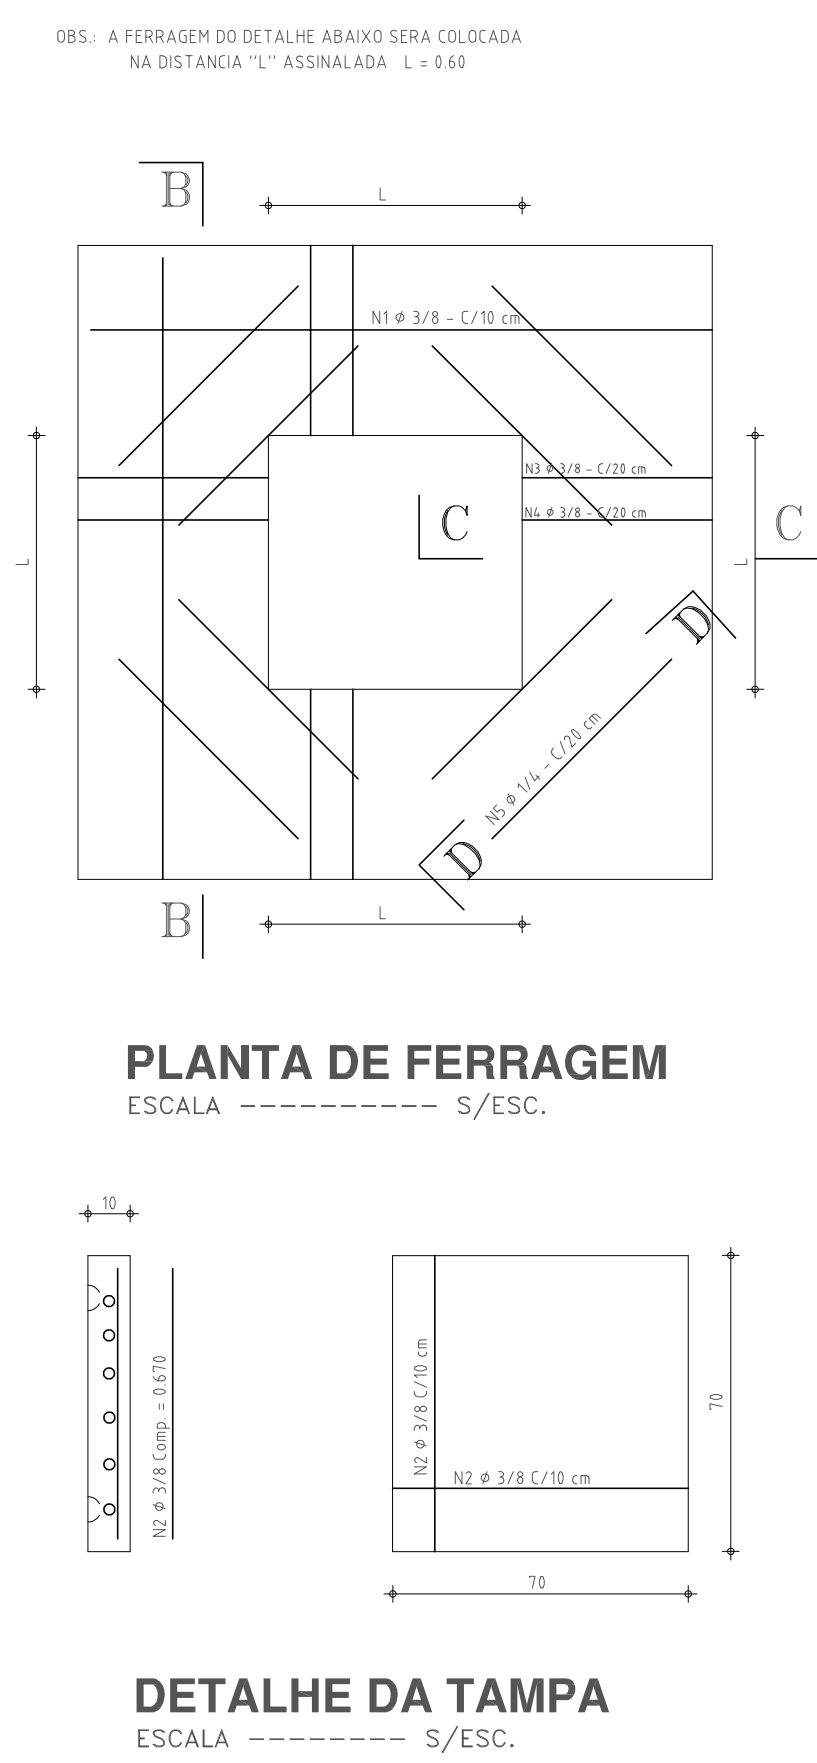 OBS.: A FERRAGEM DO DETALHE ABAIXO SERA COLOCADA
NA DISTANCIA "L" ASSINALADA L = 0.60
B
L
N1 ϕ 3/8 - C/10 cm
N3 ϕ 3/8 - C/20 cm
N4 ϕ 3/8 - C/20 cm
C
C
L
L
D
N5 ϕ 1/4 - C/20 cm
D
B
L
PLANTA DE FERRAGEM
ESCALA ---------- S/ESC.
10
N2 ϕ 3/8 Comp. = 0.670
N2 ϕ 3/8 C/10 cm
N2 ϕ 3/8 C/10 cm
70
70
DETALHE DA TAMPA
ESCALA -------- S/ESC.